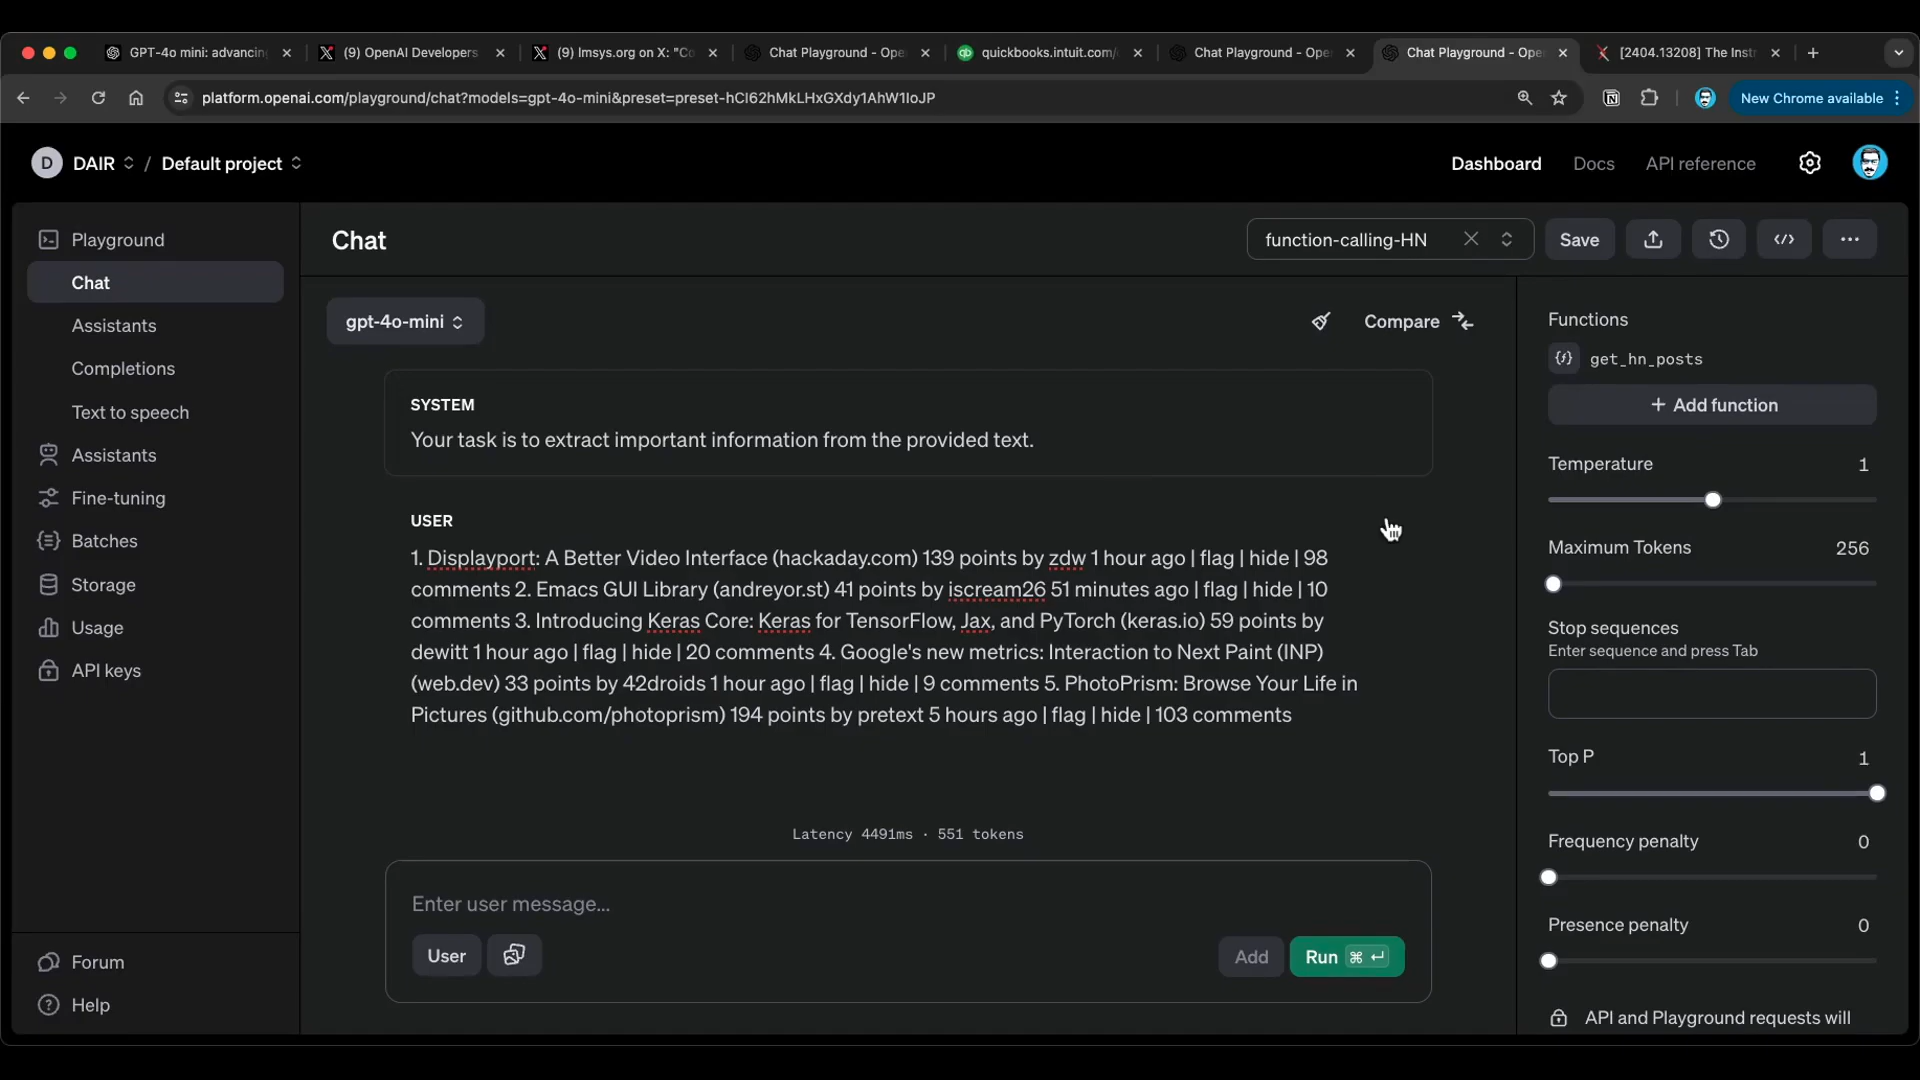 GPT-4o mini: advancing
(9) OpenAI Developers
(9) lmsys.org on X: "Co
Chat Playground - Ope
quickbooks.intuit.com/
Chat Playground - Ope
Chat Playground - Ope
[2404.13208] The Instr
platform.openai.com/playground/chat?models=gpt-4o-mini&preset=preset-hCl62hMkLHxGXdy1AhW1IoJP
New Chrome available
D DAIR / Default project
Dashboard
Docs
API reference
Playground
Chat
Assistants
Completions
Text to speech
Assistants
Fine-tuning
Batches
Storage
Usage
API keys
Forum
Help
Chat
function-calling-HN
Save
gpt-4o-mini
Compare
SYSTEM
Your task is to extract important information from the provided text.
USER
1. Displayport: A Better Video Interface (hackaday.com) 139 points by zdw 1 hour ago | flag | hide | 98
comments 2. Emacs GUI Library (andreyor.st) 41 points by iscream26 51 minutes ago | flag | hide | 10
comments 3. Introducing Keras Core: Keras for TensorFlow, Jax, and PyTorch (keras.io) 59 points by
dewitt 1 hour ago | flag | hide | 20 comments 4. Google's new metrics: Interaction to Next Paint (INP)
(web.dev) 33 points by 42droids 1 hour ago | flag | hide | 9 comments 5. PhotoPrism: Browse Your Life in
Pictures (github.com/photoprism) 194 points by pretext 5 hours ago | flag | hide | 103 comments
Latency 4491ms · 551 tokens
Enter user message...
User
Add
Run ⌘ ↵
Functions
get_hn_posts
+ Add function
Temperature 1
Maximum Tokens 256
Stop sequences
Enter sequence and press Tab
Top P 1
Frequency penalty 0
Presence penalty 0
API and Playground requests will